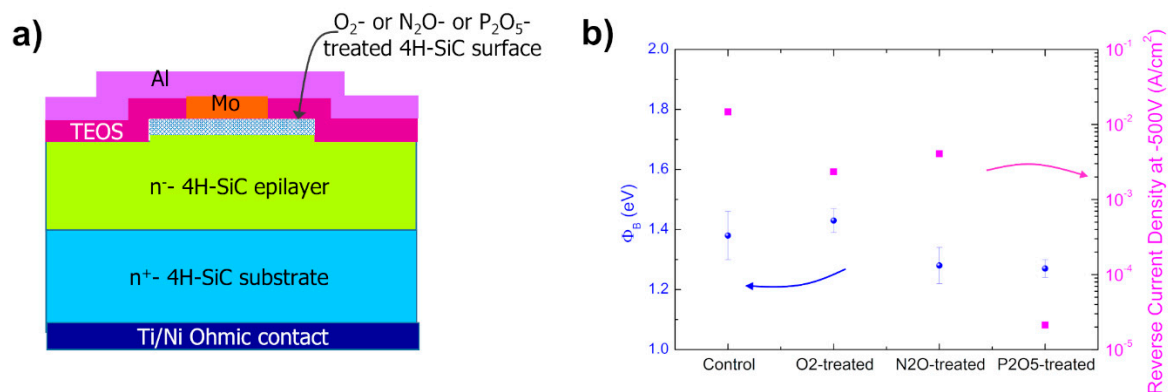 a)
O₂- or N₂O- or P₂O₅-
treated 4H-SiC surface
Al
Mo
TEOS
n⁻- 4H-SiC epilayer
n⁺- 4H-SiC substrate
Ti/Ni Ohmic contact
b)
2.0
1.8
1.6
1.4
1.2
1.0
Φ_B (eV)
Control
O2-treated
N2O-treated
P2O5-treated
10⁻¹
10⁻²
10⁻³
10⁻⁴
10⁻⁵
Reverse Current Density at -500V (A/cm²)